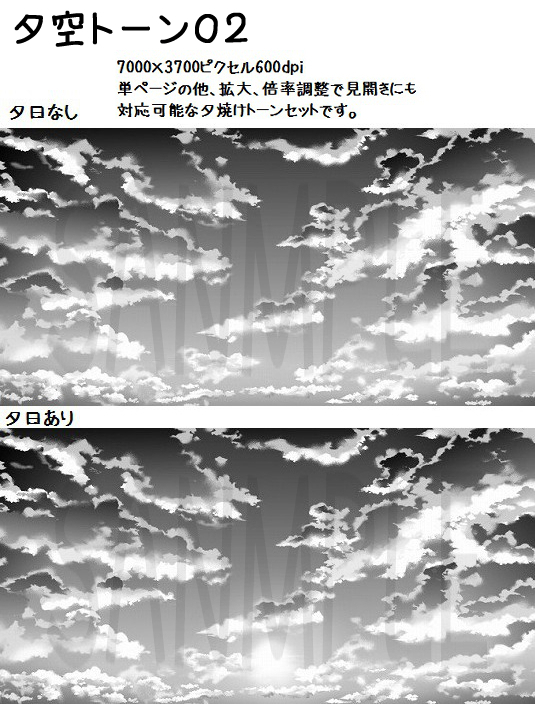 夕空トーン02
7000×3700ピクセル600dpi
単ページの他、拡大、倍率調整で見開きにも
対応可能な夕焼けトーンセットです。
夕日なし
SANMPLE
夕日あり
SANMPLE